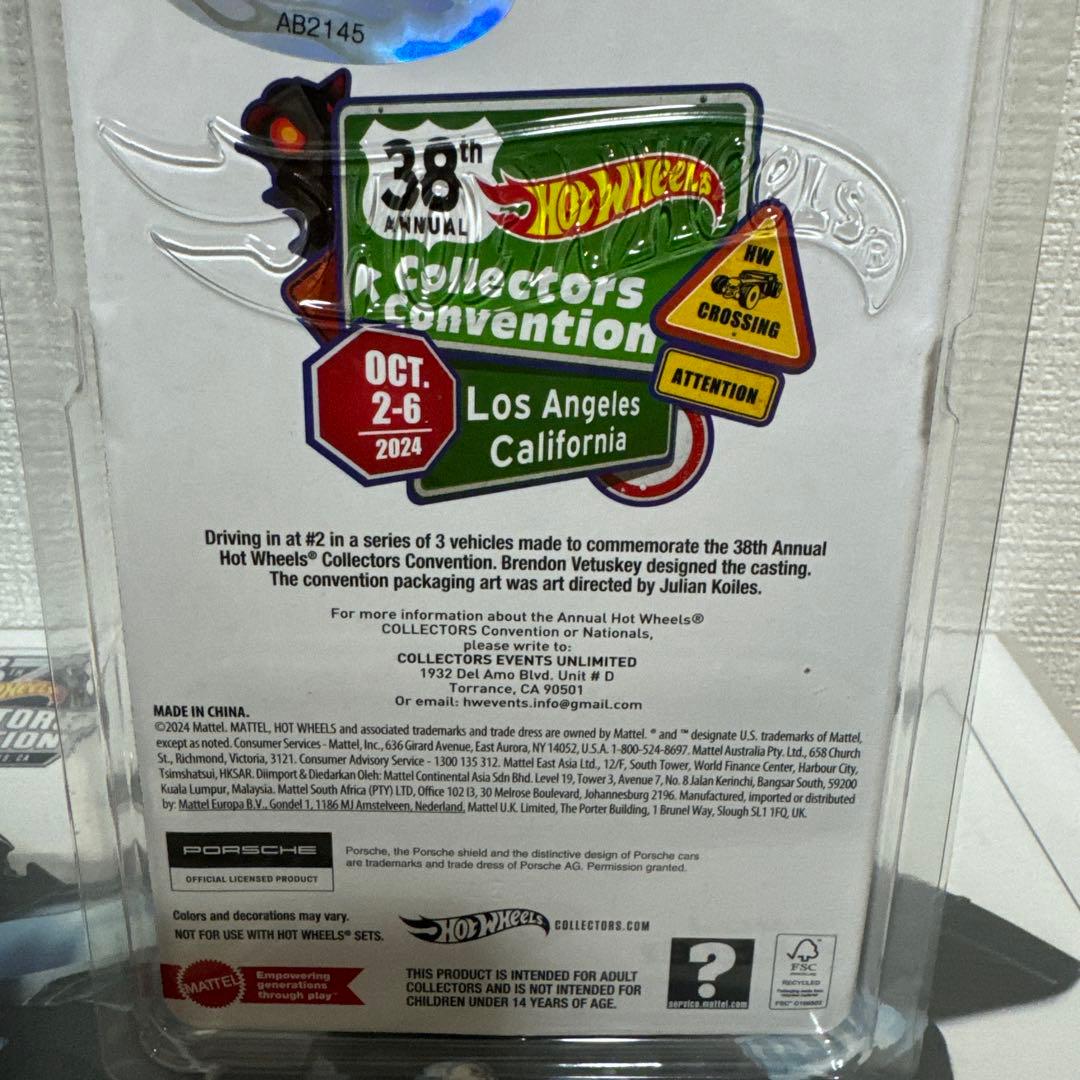 AB2145
38th
ANNUAL
HOT WHEELS
Collectors
Convention
OLS®
HW
CROSSING
ATTENTION
OCT.
2-6
2024
Los Angeles
California
Driving in at #2 in a series of 3 vehicles made to commemorate the 38th Annual
Hot Wheels® Collectors Convention. Brendon Vetuskey designed the casting.
The convention packaging art was art directed by Julian Koiles.
For more information about the Annual Hot Wheels®
COLLECTORS Convention or Nationals,
please write to:
COLLECTORS EVENTS UNLIMITED
1932 Del Amo Blvd. Unit # D
Torrance, CA 90501
Or email: hwevents.info@gmail.com
MADE IN CHINA.
©2024 Mattel. MATTEL, HOT WHEELS and associated trademarks and trade dress are owned by Mattel. ® and ™ designate U.S. trademarks of Mattel,
except as noted. Consumer Services - Mattel, Inc., 636 Girard Avenue, East Aurora, NY 14052, U.S.A. 1-800-524-8697. Mattel Australia Pty. Ltd., 658 Church
St., Richmond, Victoria, 3121. Consumer Advisory Service - 1300 135 312. Mattel East Asia Ltd., 12/F, South Tower, World Finance Center, Harbour City,
Tsimshatsui, HKSAR. Diimport & Diedarkan Oleh: Mattel Continental Asia Sdn Bhd. Level 19, Tower 3, Avenue 7, No. 8 Jalan Kerinchi, Bangsar South, 59200
Kuala Lumpur, Malaysia. Mattel South Africa (PTY) LTD, Office 102 I3, 30 Melrose Boulevard, Johannesburg 2196. Manufactured, imported or distributed
by: Mattel Europa B.V., Gondel 1, 1186 MJ Amstelveen, Nederland. Mattel U.K. Limited, The Porter Building, 1 Brunel Way, Slough SL1 1FQ, UK.
PORSCHE
OFFICIAL LICENSED PRODUCT
Porsche, the Porsche shield and the distinctive design of Porsche cars
are trademarks and trade dress of Porsche AG. Permission granted.
Colors and decorations may vary.
NOT FOR USE WITH HOT WHEELS® SETS.
HOT WHEELS COLLECTORS.COM
MATTEL
Empowering
generations
through play™
THIS PRODUCT IS INTENDED FOR ADULT
COLLECTORS AND IS NOT INTENDED FOR
CHILDREN UNDER 14 YEARS OF AGE.
?
service.mattel.com
FSC
RECYCLED